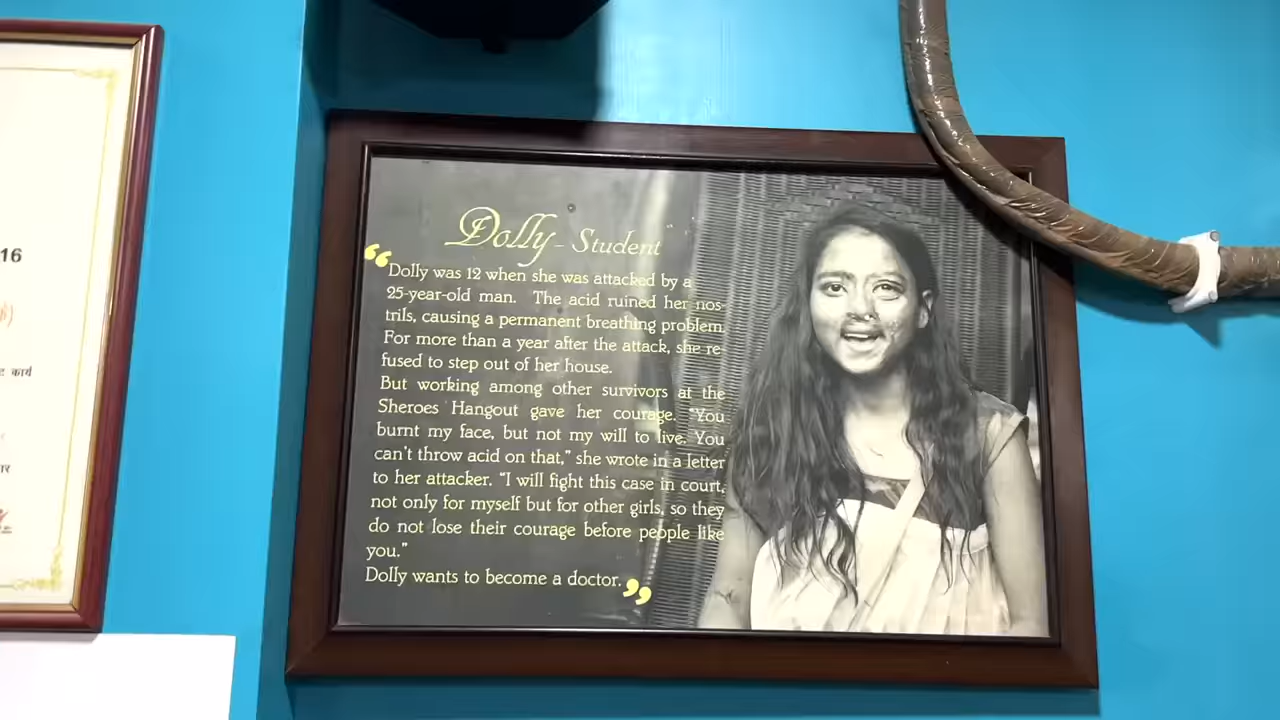 16
कार्य
Dolly - Student
“Dolly was 12 when she was attacked by a
25-year-old man. The acid ruined her nos-
trils, causing a permanent breathing problem.
For more than a year after the attack, she re-
fused to step out of her house.
But working among other survivors at the
Sheroes Hangout gave her courage. “You
burnt my face, but not my will to live. You
can't throw acid on that,” she wrote in a letter
to her attacker. “I will fight this case in court,
not only for myself but for other girls, so they
do not lose their courage before people like
you.”
Dolly wants to become a doctor.”